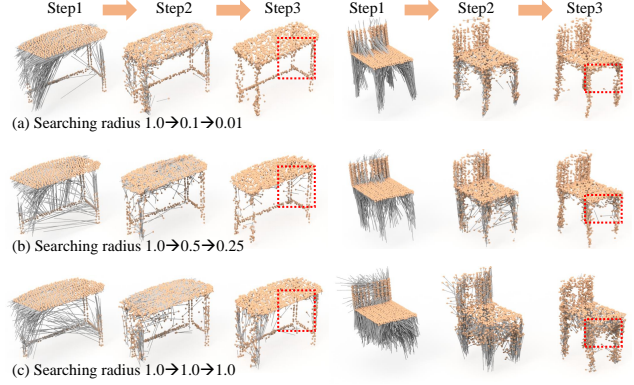 Step1 Step2 Step3 Step1 Step2 Step3
(a) Searching radius 1.0→0.1→0.01
(b) Searching radius 1.0→0.5→0.25
(c) Searching radius 1.0→1.0→1.0